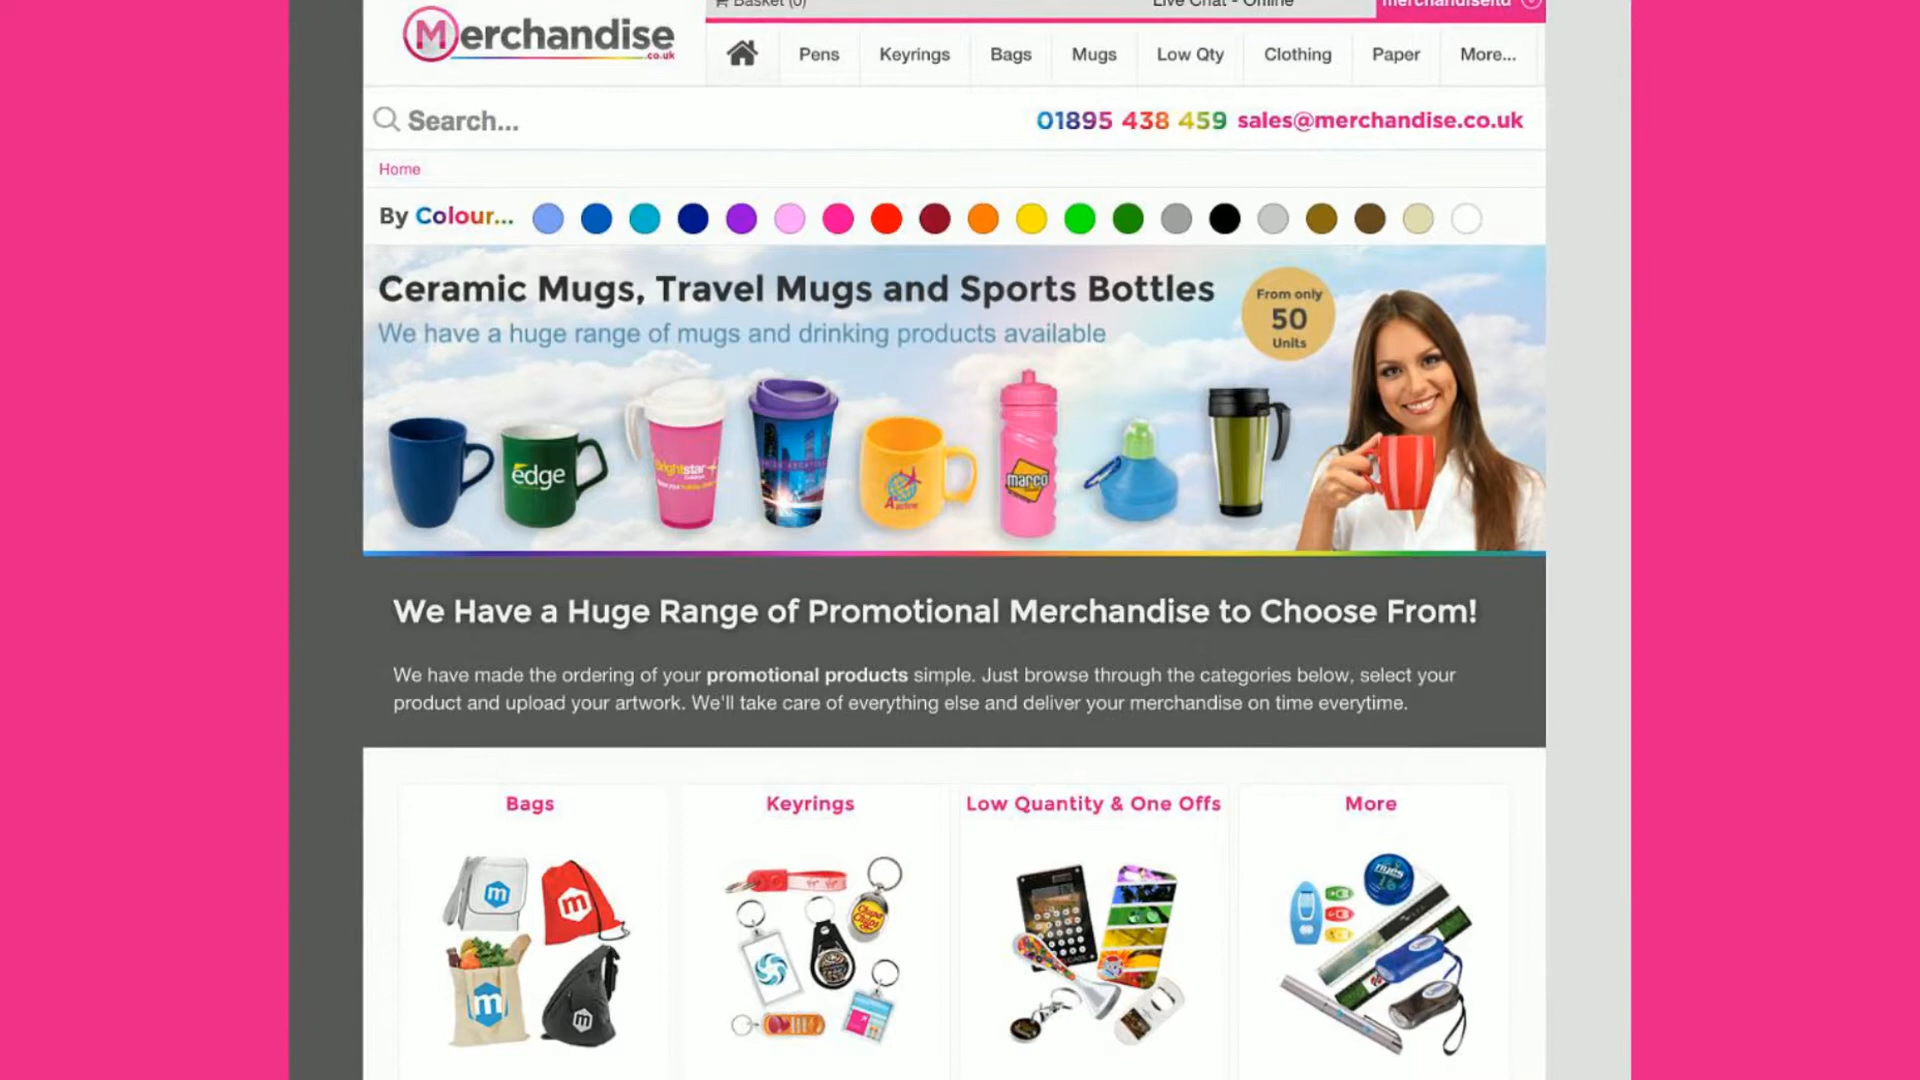 Basket (0)
Live Chat - Online
merchandiseltd
Merchandise
.co.uk
Pens
Keyrings
Bags
Mugs
Low Qty
Clothing
Paper
More...
Search...
01895 438 459 sales@merchandise.co.uk
Home
By Colour...
Ceramic Mugs, Travel Mugs and Sports Bottles
We have a huge range of mugs and drinking products available
From only
50
Units
edge
Brightstar
marco
We Have a Huge Range of Promotional Merchandise to Choose From!
We have made the ordering of your promotional products simple. Just browse through the categories below, select your
product and upload your artwork. We'll take care of everything else and deliver your merchandise on time everytime.
Bags
Keyrings
Low Quantity & One Offs
More
m
m
m
m
Chupa
Chups